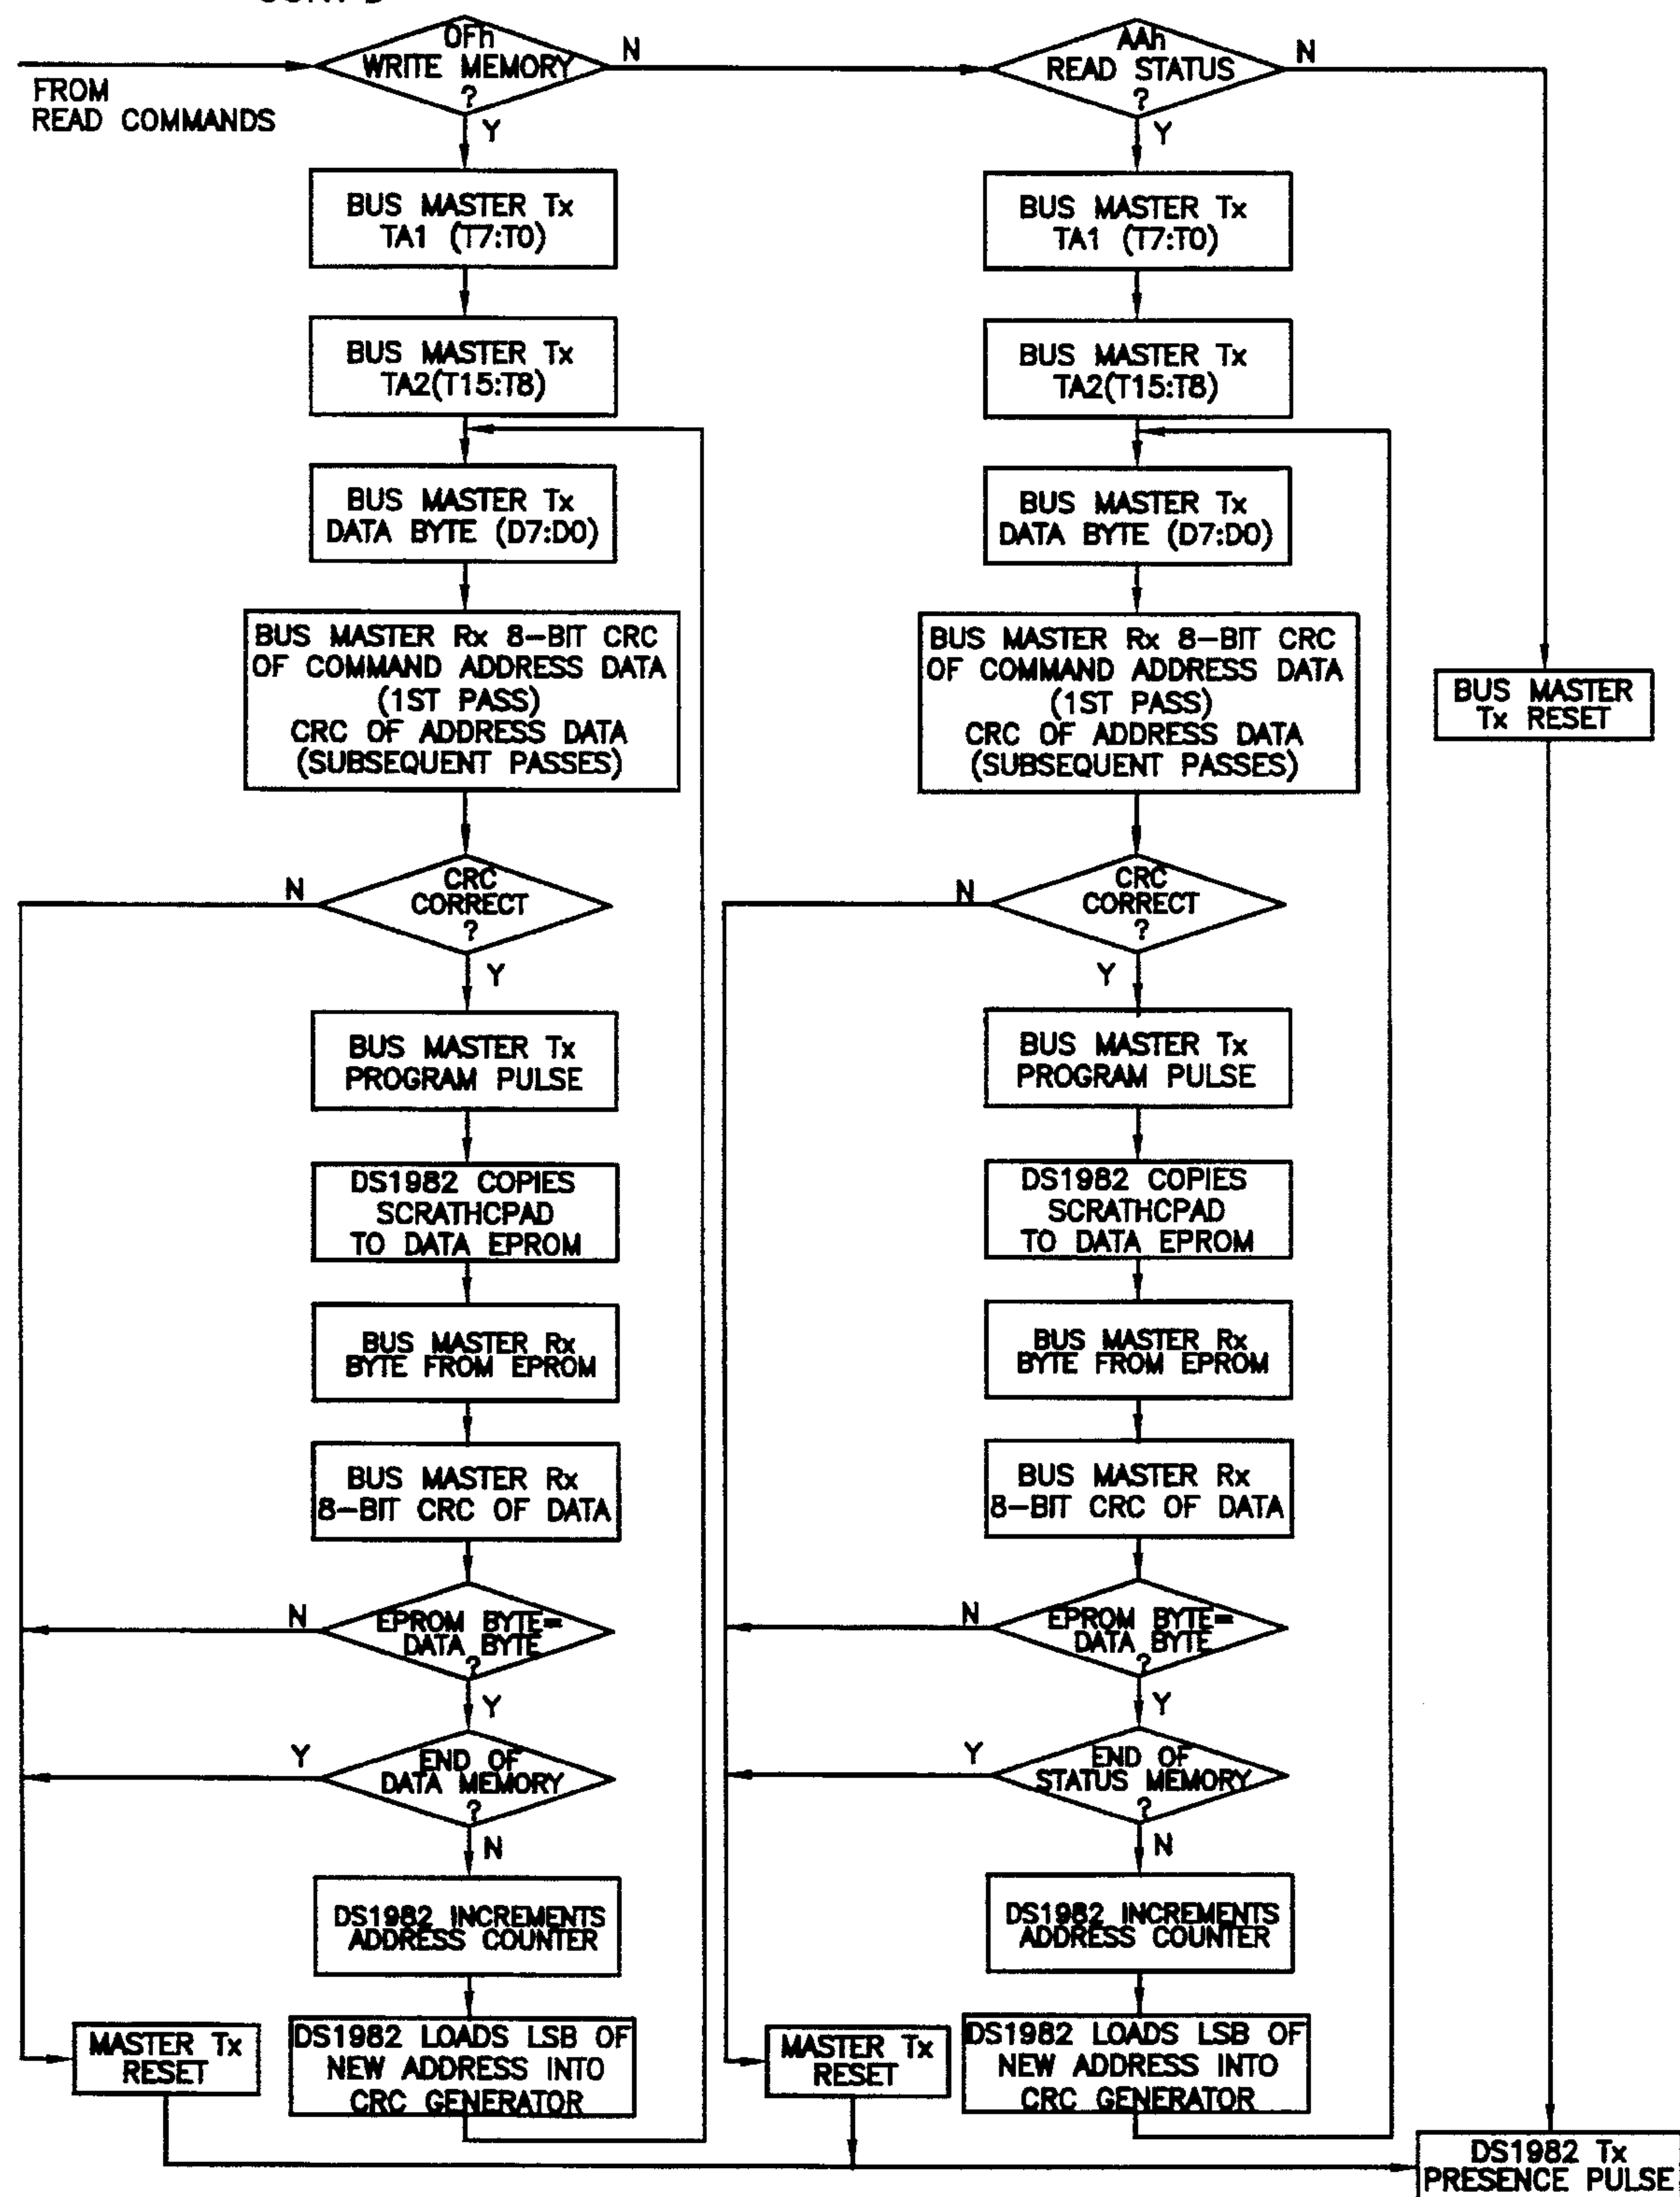 0Fh
WRITE MEMORY
?
N
Y
FROM
READ COMMANDS
AAh
READ STATUS
?
N
Y
BUS MASTER Tx
TA1 (T7:T0)
BUS MASTER Tx
TA2(T15:T8)
BUS MASTER Tx
DATA BYTE (D7:D0)
BUS MASTER Rx 8-BIT CRC
OF COMMAND ADDRESS DATA
(1ST PASS)
CRC OF ADDRESS DATA
(SUBSEQUENT PASSES)
CRC
CORRECT
?
N
Y
BUS MASTER Tx
PROGRAM PULSE
DS1982 COPIES
SCRATHCPAD
TO DATA EPROM
BUS MASTER Rx
BYTE FROM EPROM
BUS MASTER Rx
8-BIT CRC OF DATA
EPROM BYTE=
DATA BYTE
?
N
Y
END OF
DATA MEMORY
?
Y
N
DS1982 INCREMENTS
ADDRESS COUNTER
DS1982 LOADS LSB OF
NEW ADDRESS INTO
CRC GENERATOR
MASTER Tx
RESET
BUS MASTER Tx
TA1 (T7:T0)
BUS MASTER Tx
TA2(T15:T8)
BUS MASTER Tx
DATA BYTE (D7:D0)
BUS MASTER Rx 8-BIT CRC
OF COMMAND ADDRESS DATA
(1ST PASS)
CRC OF ADDRESS DATA
(SUBSEQUENT PASSES)
CRC
CORRECT
?
N
Y
BUS MASTER Tx
PROGRAM PULSE
DS1982 COPIES
SCRATHCPAD
TO DATA EPROM
BUS MASTER Rx
BYTE FROM EPROM
BUS MASTER Rx
8-BIT CRC OF DATA
EPROM BYTE=
DATA BYTE
?
N
Y
END OF
STATUS MEMORY
?
Y
N
DS1982 INCREMENTS
ADDRESS COUNTER
DS1982 LOADS LSB OF
NEW ADDRESS INTO
CRC GENERATOR
MASTER Tx
RESET
BUS MASTER
Tx RESET
DS1982 Tx
PRESENCE PULSE